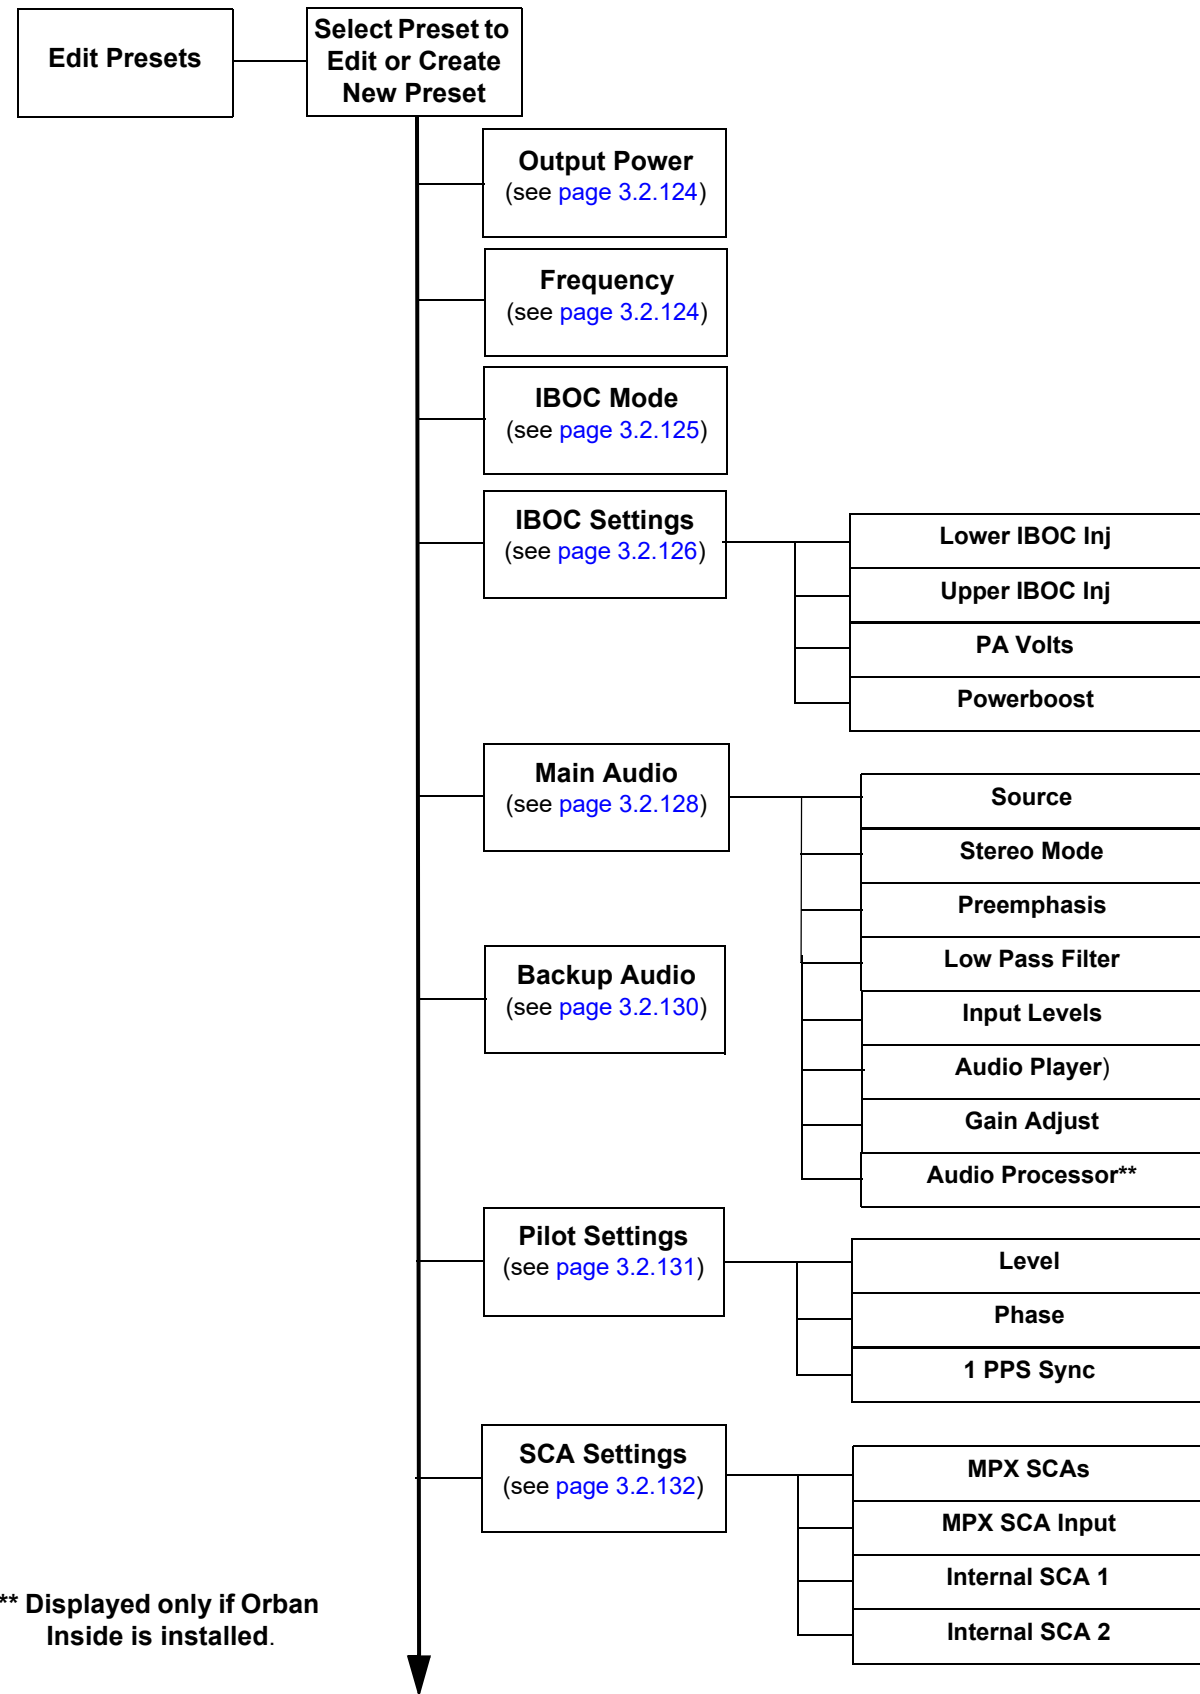 Edit Presets
Select Preset to
Edit or Create
New Preset
Output Power
(see page 3.2.124)
Frequency
(see page 3.2.124)
IBOC Mode
(see page 3.2.125)
IBOC Settings
(see page 3.2.126)
Lower IBOC Inj
Upper IBOC Inj
PA Volts
Powerboost
Main Audio
(see page 3.2.128)
Source
Stereo Mode
Preemphasis
Low Pass Filter
Input Levels
Audio Player)
Gain Adjust
Audio Processor**
Backup Audio
(see page 3.2.130)
Pilot Settings
(see page 3.2.131)
Level
Phase
1 PPS Sync
SCA Settings
(see page 3.2.132)
MPX SCAs
MPX SCA Input
Internal SCA 1
Internal SCA 2
** Displayed only if Orban
Inside is installed.